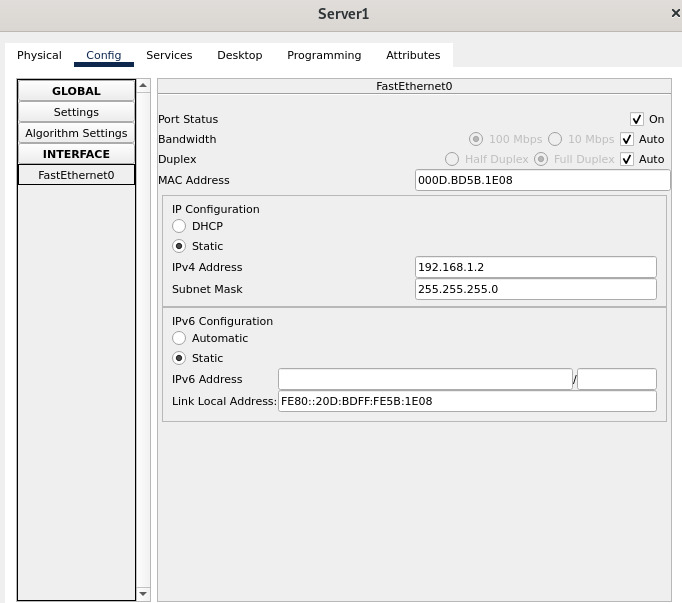 Server1
Physical Config Services Desktop Programming Attributes
GLOBAL
Settings
Algorithm Settings
INTERFACE
FastEthernet0
FastEthernet0
Port Status On
Bandwidth 100 Mbps 10 Mbps Auto
Duplex Half Duplex Full Duplex Auto
MAC Address 000D.BD5B.1E08
IP Configuration
DHCP
Static
IPv4 Address 192.168.1.2
Subnet Mask 255.255.255.0
IPv6 Configuration
Automatic
Static
IPv6 Address /
Link Local Address: FE80::20D:BDFF:FE5B:1E08